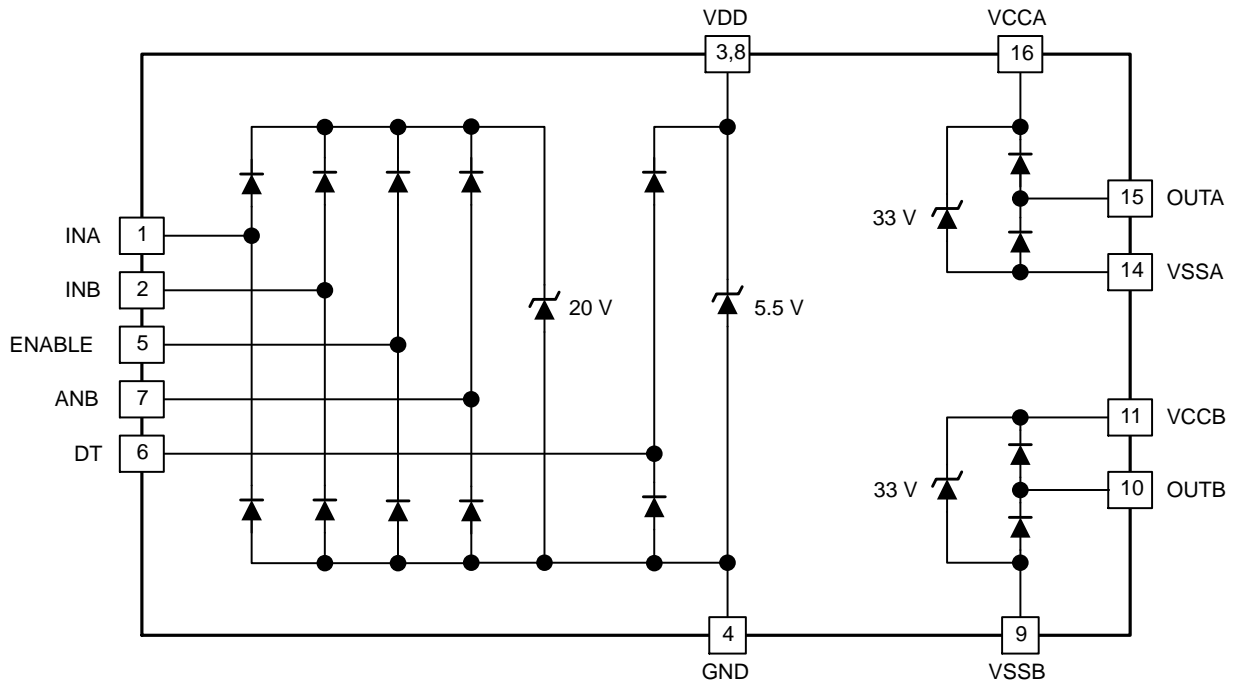 VDD
VCCA
3,8
16
INA
1
INB
2
ENABLE
5
ANB
7
DT
6
20 V
5.5 V
33 V
15
OUTA
14
VSSA
11
VCCB
33 V
10
OUTB
4
9
GND
VSSB